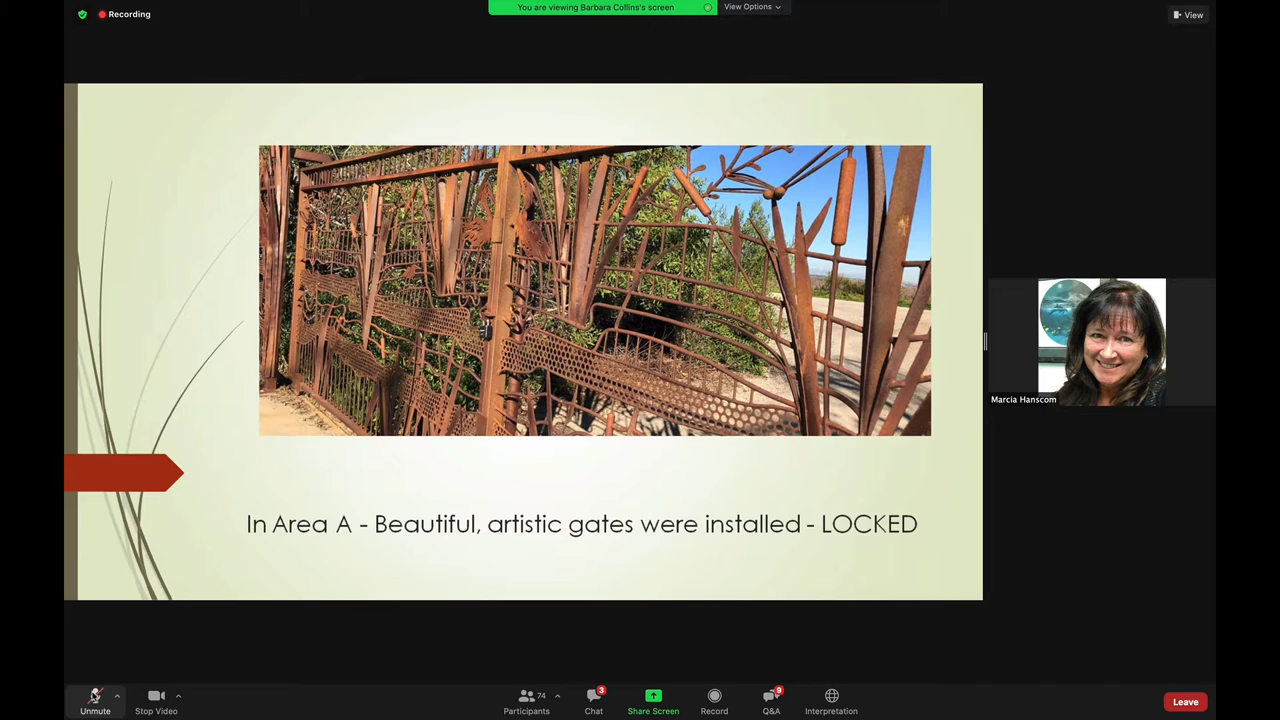 Recording
You are viewing Barbara Collins's screen
View Options
View
Marcia Hanscom
In Area A - Beautiful, artistic gates were installed - LOCKED
Unmute
Stop Video
74
Participants
3
Chat
Share Screen
Record
9
Q&A
Interpretation
Leave